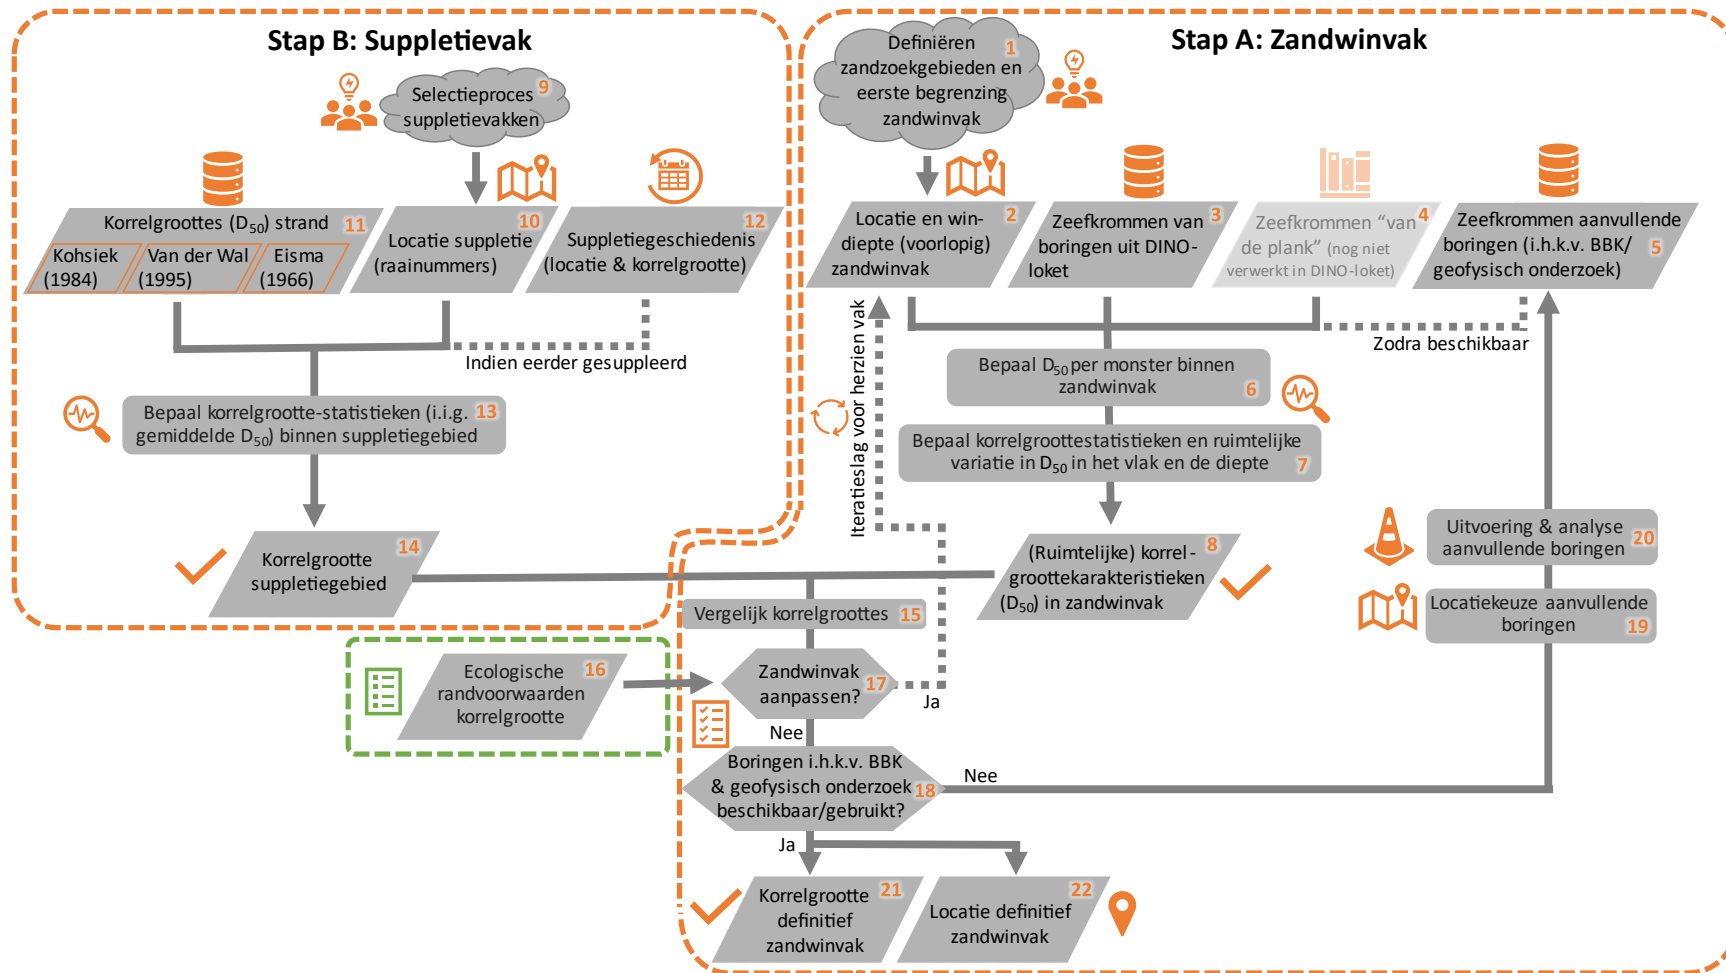 Stap B: Suppletievak
9
Selectieproces
suppletievakken
Korrelgroottes (D50) strand
11
Kohsiek
(1984)
Van der Wal
(1995)
Eisma
(1966)
10
Locatie suppletie
(raainummers)
12
Suppletiegeschiedenis
(locatie & korrelgrootte)
Indien eerder gesuppleerd
Bepaal korrelgrootte-statistieken (i.i.g. 13
gemiddelde D50) binnen suppletiegebied
14
Korrelgrootte
suppletiegebied
Stap A: Zandwinvak
Definiëren 1
zandzoekgebieden en
eerste begrenzing
zandwinvak
Locatie en win- 2
diepte (voorlopig)
zandwinvak
Zeefkrommen van 3
boringen uit DINO-
loket
Zeefkrommen “van 4
de plank” (nog niet
verwerkt in DINO-loket)
Zeefkrommen aanvullende
boringen (i.h.k.v. BBK/ 5
geofysisch onderzoek)
Zodra beschikbaar
Bepaal D50 per monster binnen
zandwinvak 6
Bepaal korrelgroottestatistieken en ruimtelijke
variatie in D50 in het vlak en de diepte 7
Iteratieslag voor herzien vak
(Ruimtelijke) korrel- 8
groottekarakteristieken
(D50) in zandwinvak
Uitvoering & analyse 20
aanvullende boringen
Locatiekeuze aanvullende
boringen 19
Vergelijk korrelgroottes 15
Ecologische 16
randvoorwaarden
korrelgrootte
Zandwinvak
aanpassen? 17
Ja
Nee
Boringen i.h.k.v. BBK
& geofysisch onderzoek 18
beschikbaar/gebruikt?
Nee
Ja
21
Korrelgrootte
definitief
zandwinvak
22
Locatie definitief
zandwinvak